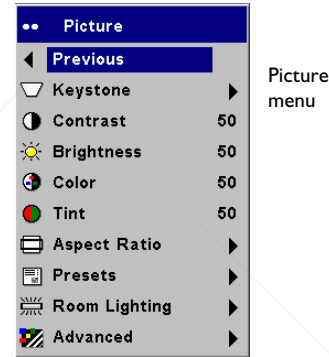 Picture
Previous
Keystone
Contrast 50
Brightness 50
Color 50
Tint 50
Aspect Ratio
Presets
Room Lighting
Advanced
Picture
menu